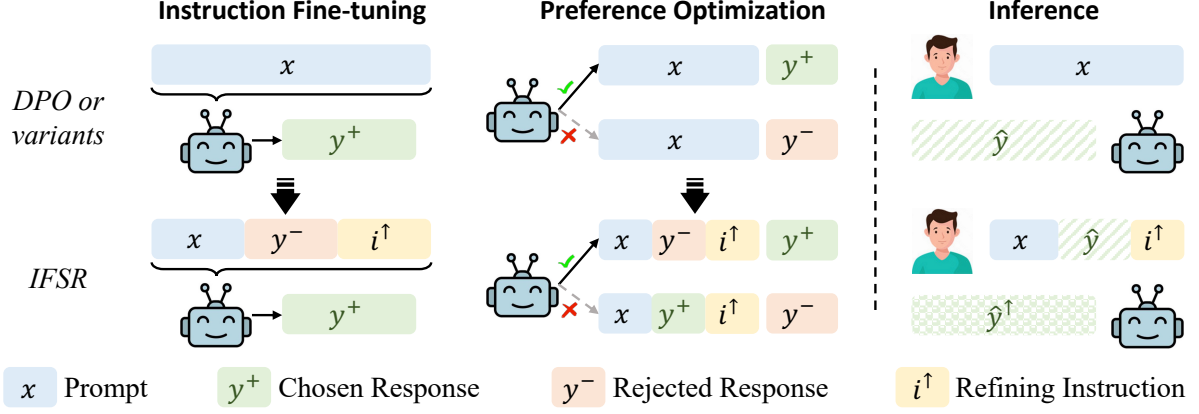 Instruction Fine-tuning Preference Optimization Inference
DPO or
variants
x
y⁺
x y⁺
x y⁻
x
ŷ
IFSR
x y⁻ i↑
y⁺
x y⁻ i↑ y⁺
x y⁺ i↑ y⁻
x ŷ i↑
ŷ↑
x Prompt y⁺ Chosen Response y⁻ Rejected Response i↑ Refining Instruction